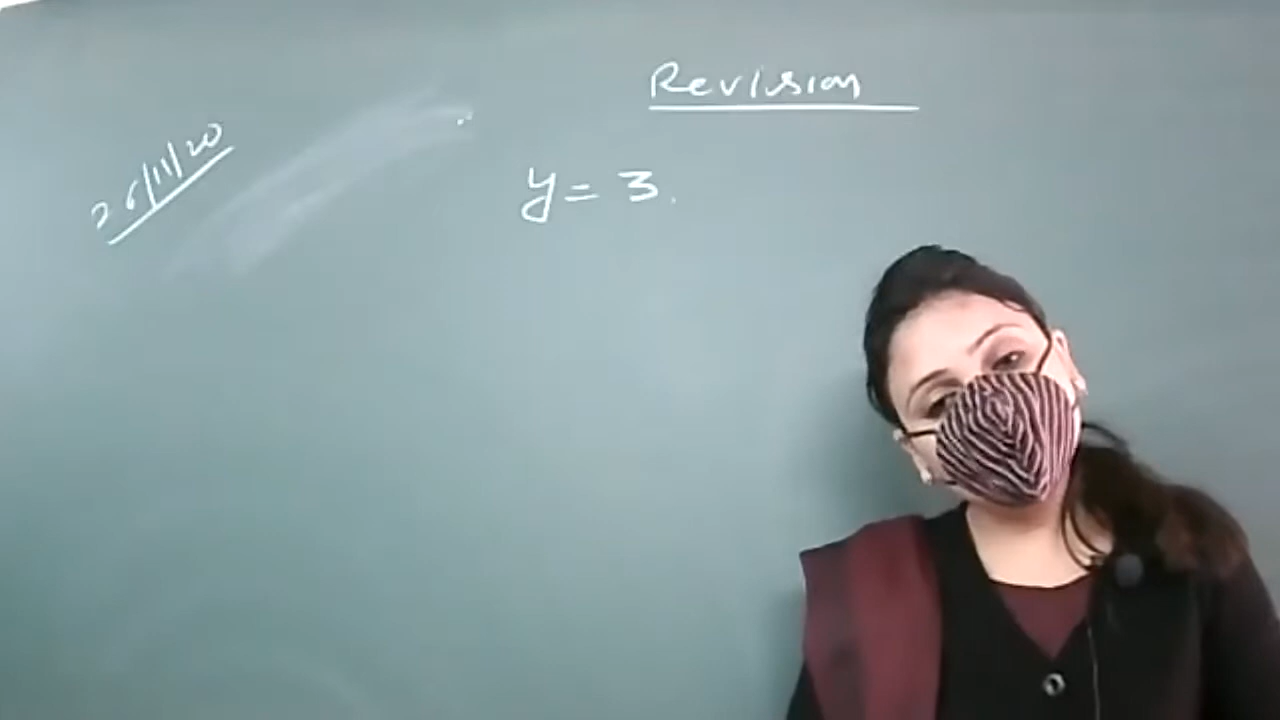 Revision
26/11/20
y = 3.